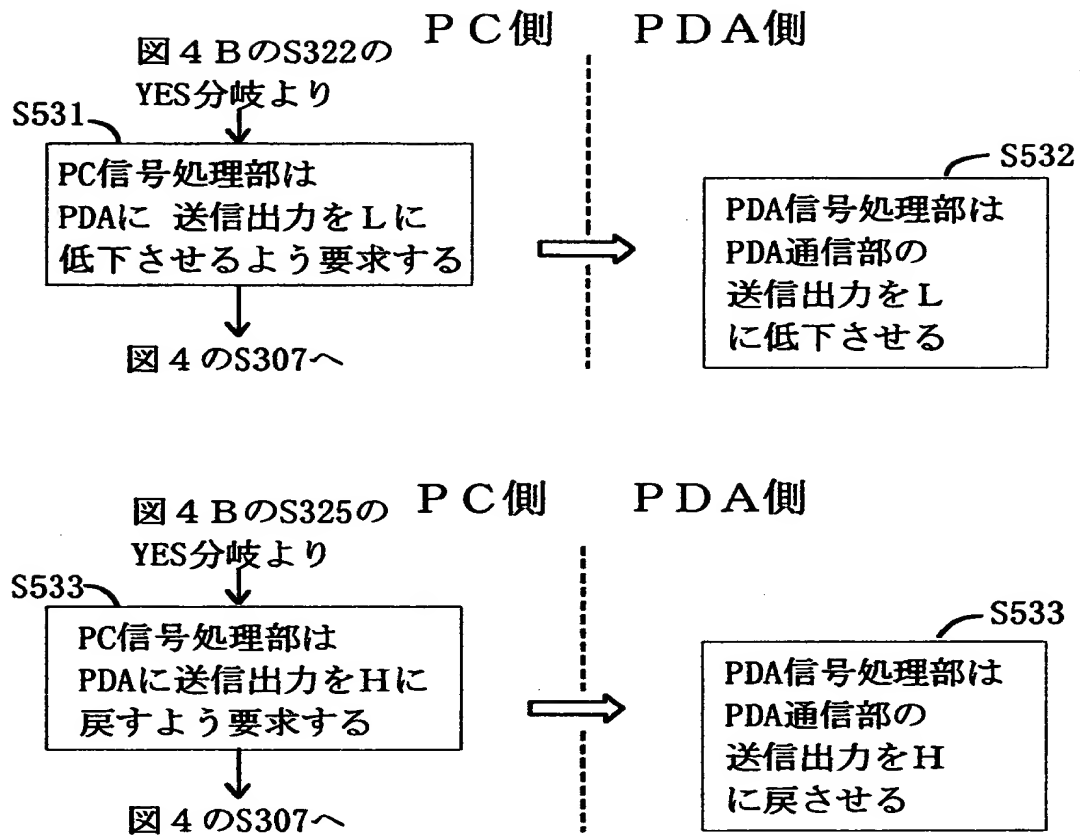 ＰＣ側　ＰＤＡ側
図４ＢのS322の
YES分岐より
S531
PC信号処理部は
PDAに 送信出力をＬに
低下させるよう要求する
図４のS307へ
S532
PDA信号処理部は
PDA通信部の
送信出力をＬ
に低下させる
ＰＣ側　ＰＤＡ側
図４ＢのS325の
YES分岐より
S533
PC信号処理部は
PDAに送信出力をＨに
戻すよう要求する
図４のS307へ
S533
PDA信号処理部は
PDA通信部の
送信出力をＨ
に戻させる